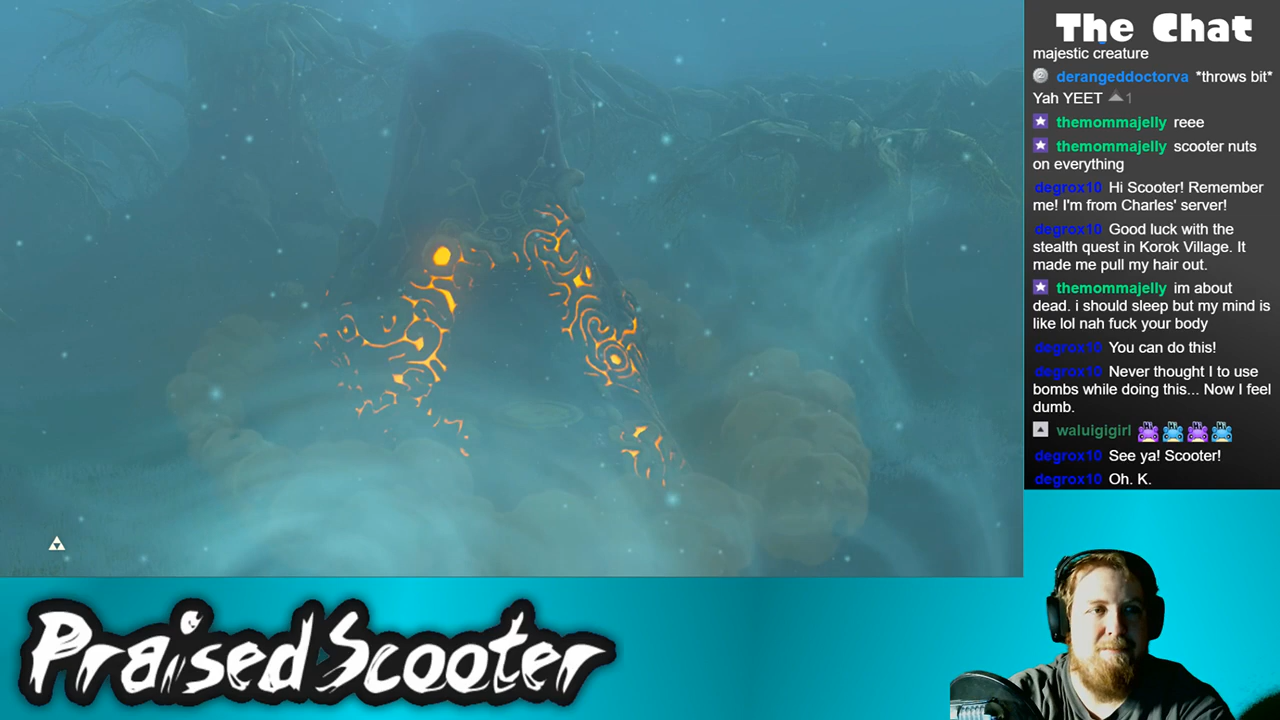 The Chat
majestic creature
derangeddoctorva *throws bit*
Yah YEET 1
themommajelly reee
themommajelly scooter nuts
on everything
degrox10 Hi Scooter! Remember
me! I'm from Charles' server!
degrox10 Good luck with the
stealth quest in Korok Village. It
made me pull my hair out.
themommajelly im about
dead. i should sleep but my mind is
like lol nah fuck your body
degrox10 You can do this!
degrox10 Never thought I to use
bombs while doing this... Now I feel
dumb.
waluigigirl
degrox10 See ya! Scooter!
degrox10 Oh. K.
PraisedScooter